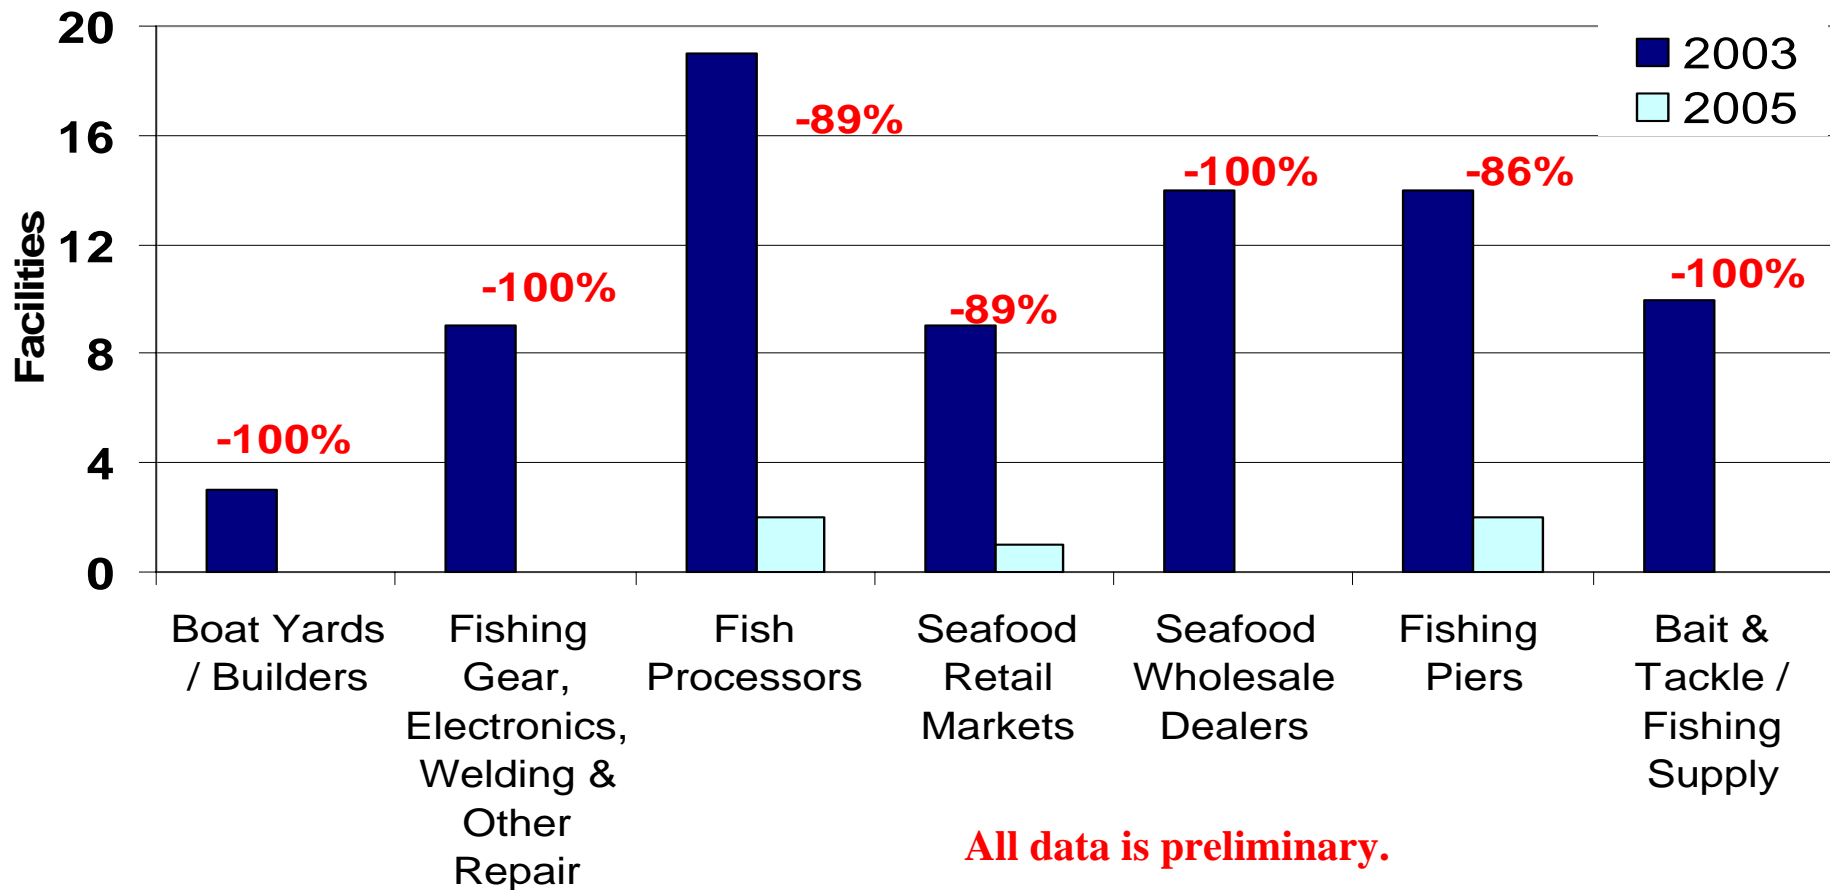 20
16
12
8
4
0
Facilities
2003
2005
-100%
-100%
-89%
-89%
-100%
-86%
-100%
Boat Yards
/ Builders
Fishing
Gear,
Electronics,
Welding &
Other
Repair
Fish
Processors
Seafood
Retail
Markets
Seafood
Wholesale
Dealers
Fishing
Piers
Bait &
Tackle /
Fishing
Supply
All data is preliminary.